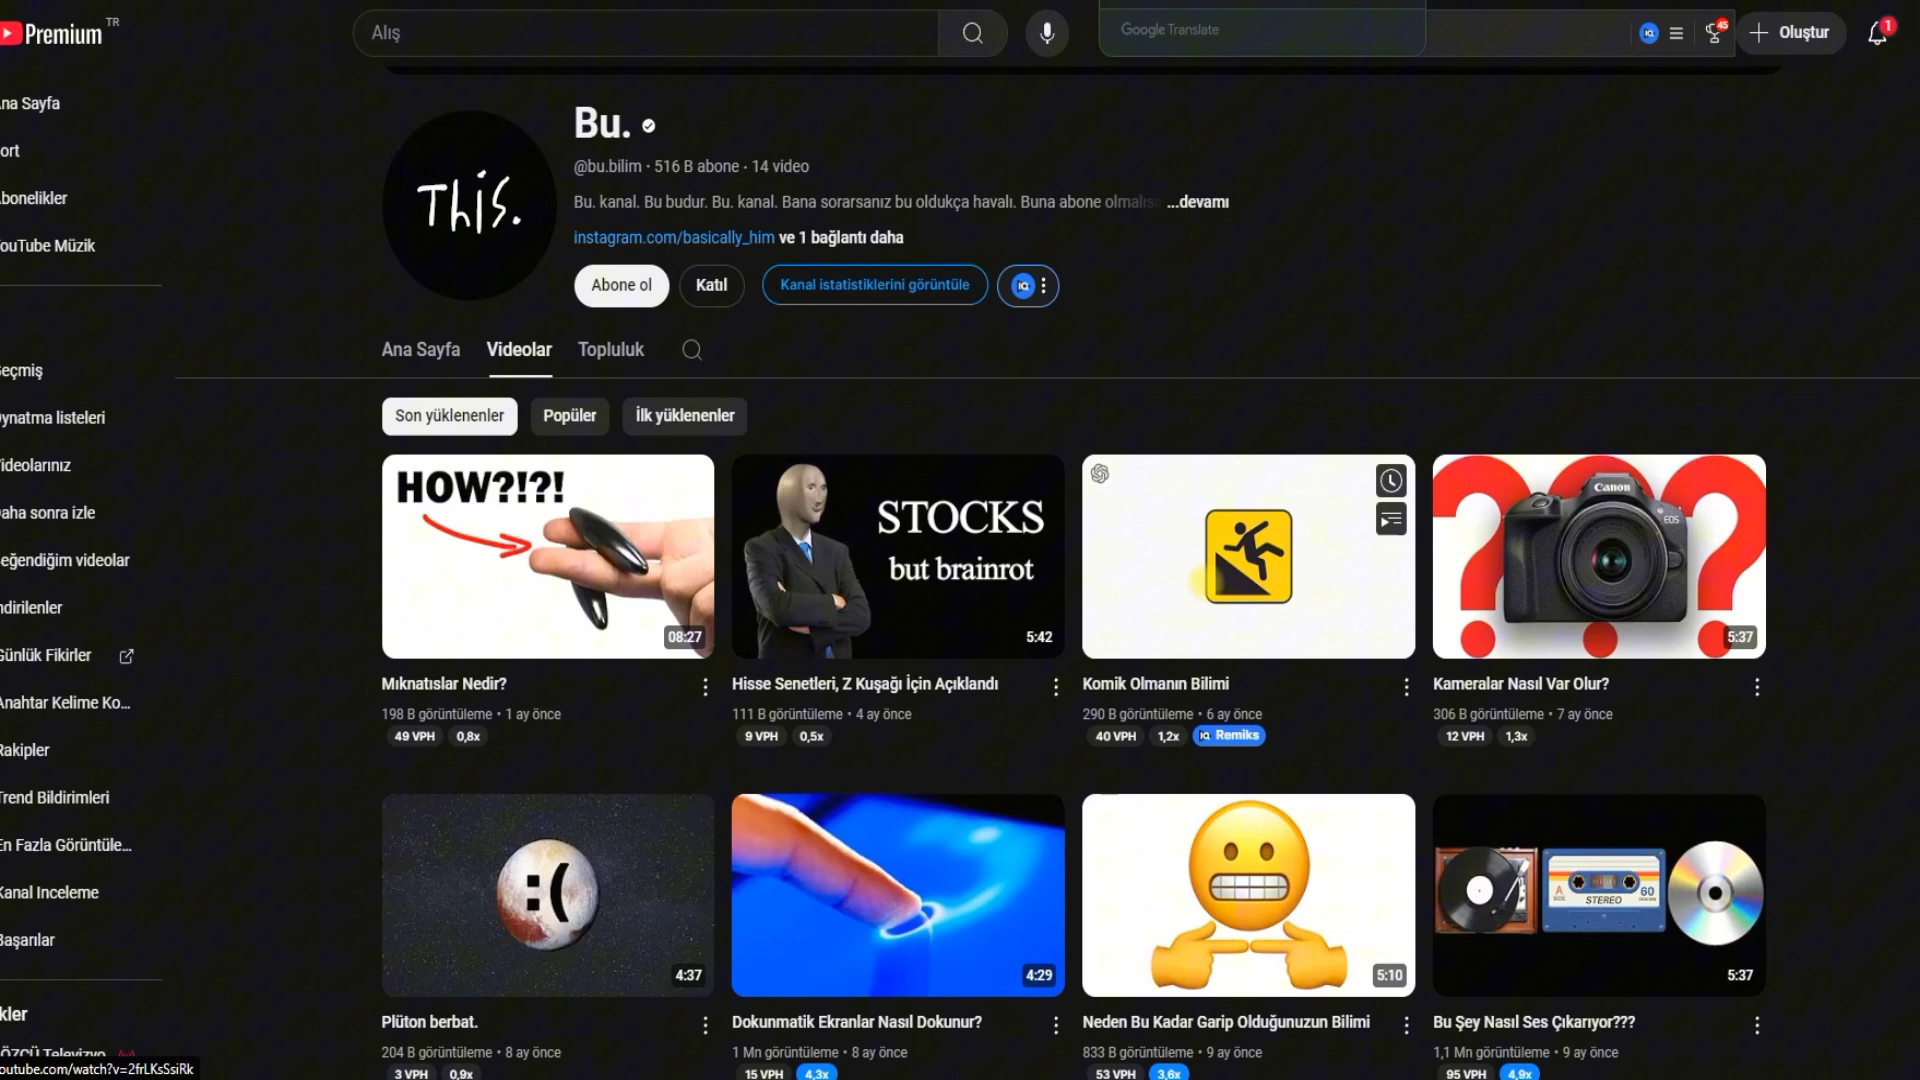 Premium TR
Alış
Google Translate
45
Oluştur
1
na Sayfa
ort
bonelikler
ouTube Müzik
eçmiş
ynatma listeleri
ideolarınız
aha sonra izle
eğendiğim videolar
ndirilenler
Günlük Fikirler
Anahtar Kelime Ko...
Rakipler
Trend Bildirimleri
En Fazla Görüntüle...
Kanal Inceleme
Başarılar
kler
SÖZCÜ Televizyo
outube.com/watch?v=2frLKsSsiRk
This.
Bu.
@bu.bilim • 516 B abone • 14 video
Bu. kanal. Bu budur. Bu. kanal. Bana sorarsanız bu oldukça havalı. Buna abone olmalısı ...devamı
instagram.com/basically_him ve 1 bağlantı daha
Abone ol
Katıl
Kanal istatistiklerini görüntüle
IQ
Ana Sayfa
Videolar
Topluluk
Son yüklenenler
Popüler
İlk yüklenenler
HOW?!?!
08:27
Mıknatıslar Nedir?
198 B görüntüleme • 1 ay önce
49 VPH 0,8x
STOCKS
but brainrot
5:42
Hisse Senetleri, Z Kuşağı İçin Açıklandı
111 B görüntüleme • 4 ay önce
9 VPH 0,5x
Komik Olmanın Bilimi
290 B görüntüleme • 6 ay önce
40 VPH 1,2x IQ Remiks
???
Canon
EOS
5:37
Kameralar Nasıl Var Olur?
306 B görüntüleme • 7 ay önce
12 VPH 1,3x
:(
4:37
Plüton berbat.
204 B görüntüleme • 8 ay önce
3 VPH 0,9x
4:29
Dokunmatik Ekranlar Nasıl Dokunur?
1 Mn görüntüleme • 8 ay önce
15 VPH 4,3x
5:10
Neden Bu Kadar Garip Olduğunuzun Bilimi
833 B görüntüleme • 9 ay önce
53 VPH 3,6x
A
SIDE
60
STEREO
5:37
Bu Şey Nasıl Ses Çıkarıyor???
1,1 Mn görüntüleme • 9 ay önce
95 VPH 4,9x